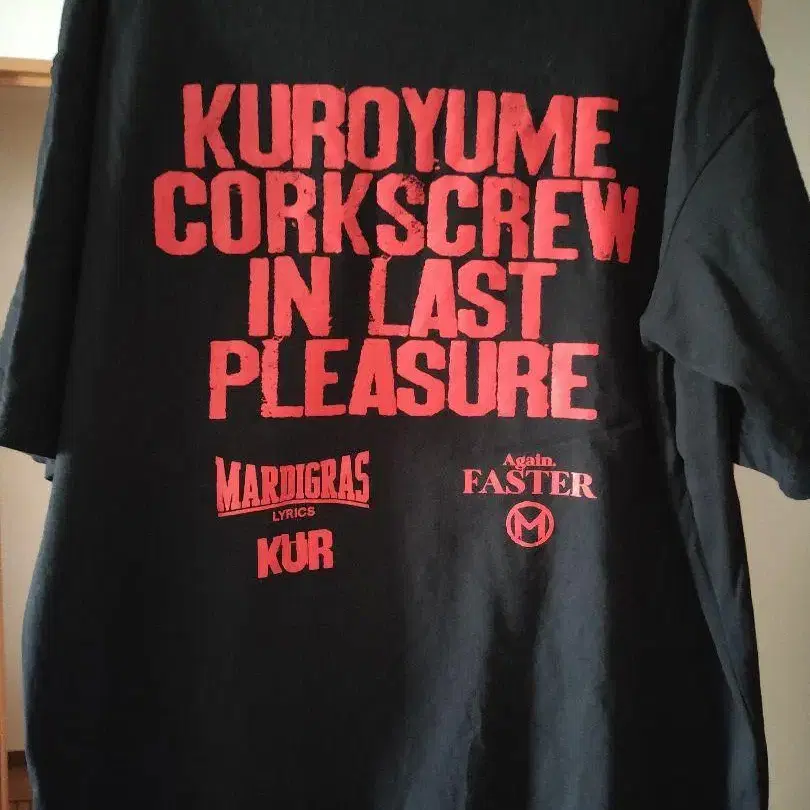 KUROYUME
CORKSCREW
IN LAST
PLEASURE
MARDIGRAS
LYRICS
KUR
Again.
FASTER
M